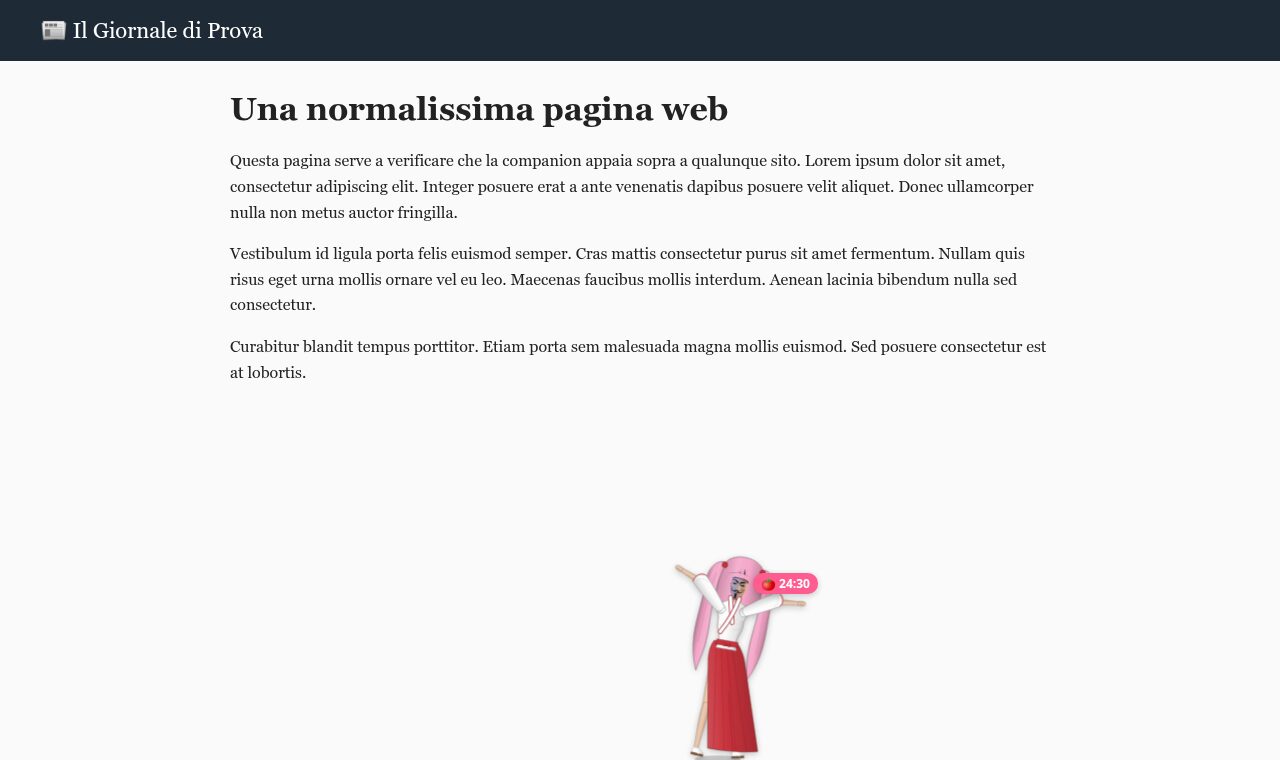 Il Giornale di Prova
Una normalissima pagina web
Questa pagina serve a verificare che la companion appaia sopra a qualunque sito. Lorem ipsum dolor sit amet,
consectetur adipiscing elit. Integer posuere erat a ante venenatis dapibus posuere velit aliquet. Donec ullamcorper
nulla non metus auctor fringilla.
Vestibulum id ligula porta felis euismod semper. Cras mattis consectetur purus sit amet fermentum. Nullam quis
risus eget urna mollis ornare vel eu leo. Maecenas faucibus mollis interdum. Aenean lacinia bibendum nulla sed
consectetur.
Curabitur blandit tempus porttitor. Etiam porta sem malesuada magna mollis euismod. Sed posuere consectetur est
at lobortis.
24:30